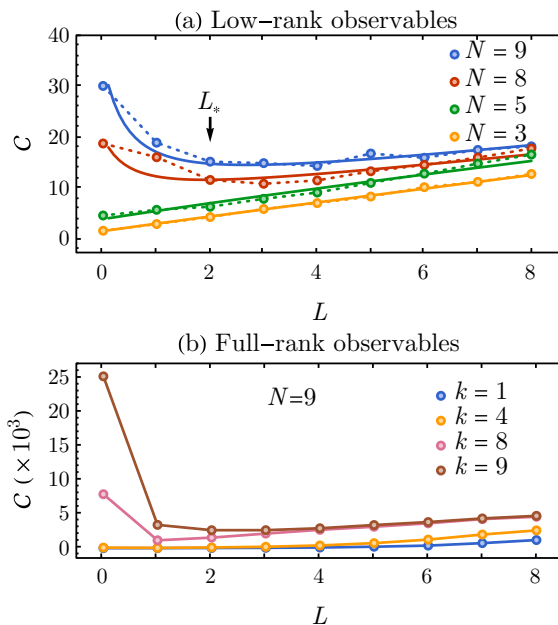 (a) Low-rank observables
N = 9
N = 8
N = 5
N = 3
L*
C
40
30
20
10
0
0 2 4 6 8
L
(b) Full-rank observables
N=9
k = 1
k = 4
k = 8
k = 9
C (×10³)
25
20
15
10
5
0
0 2 4 6 8
L